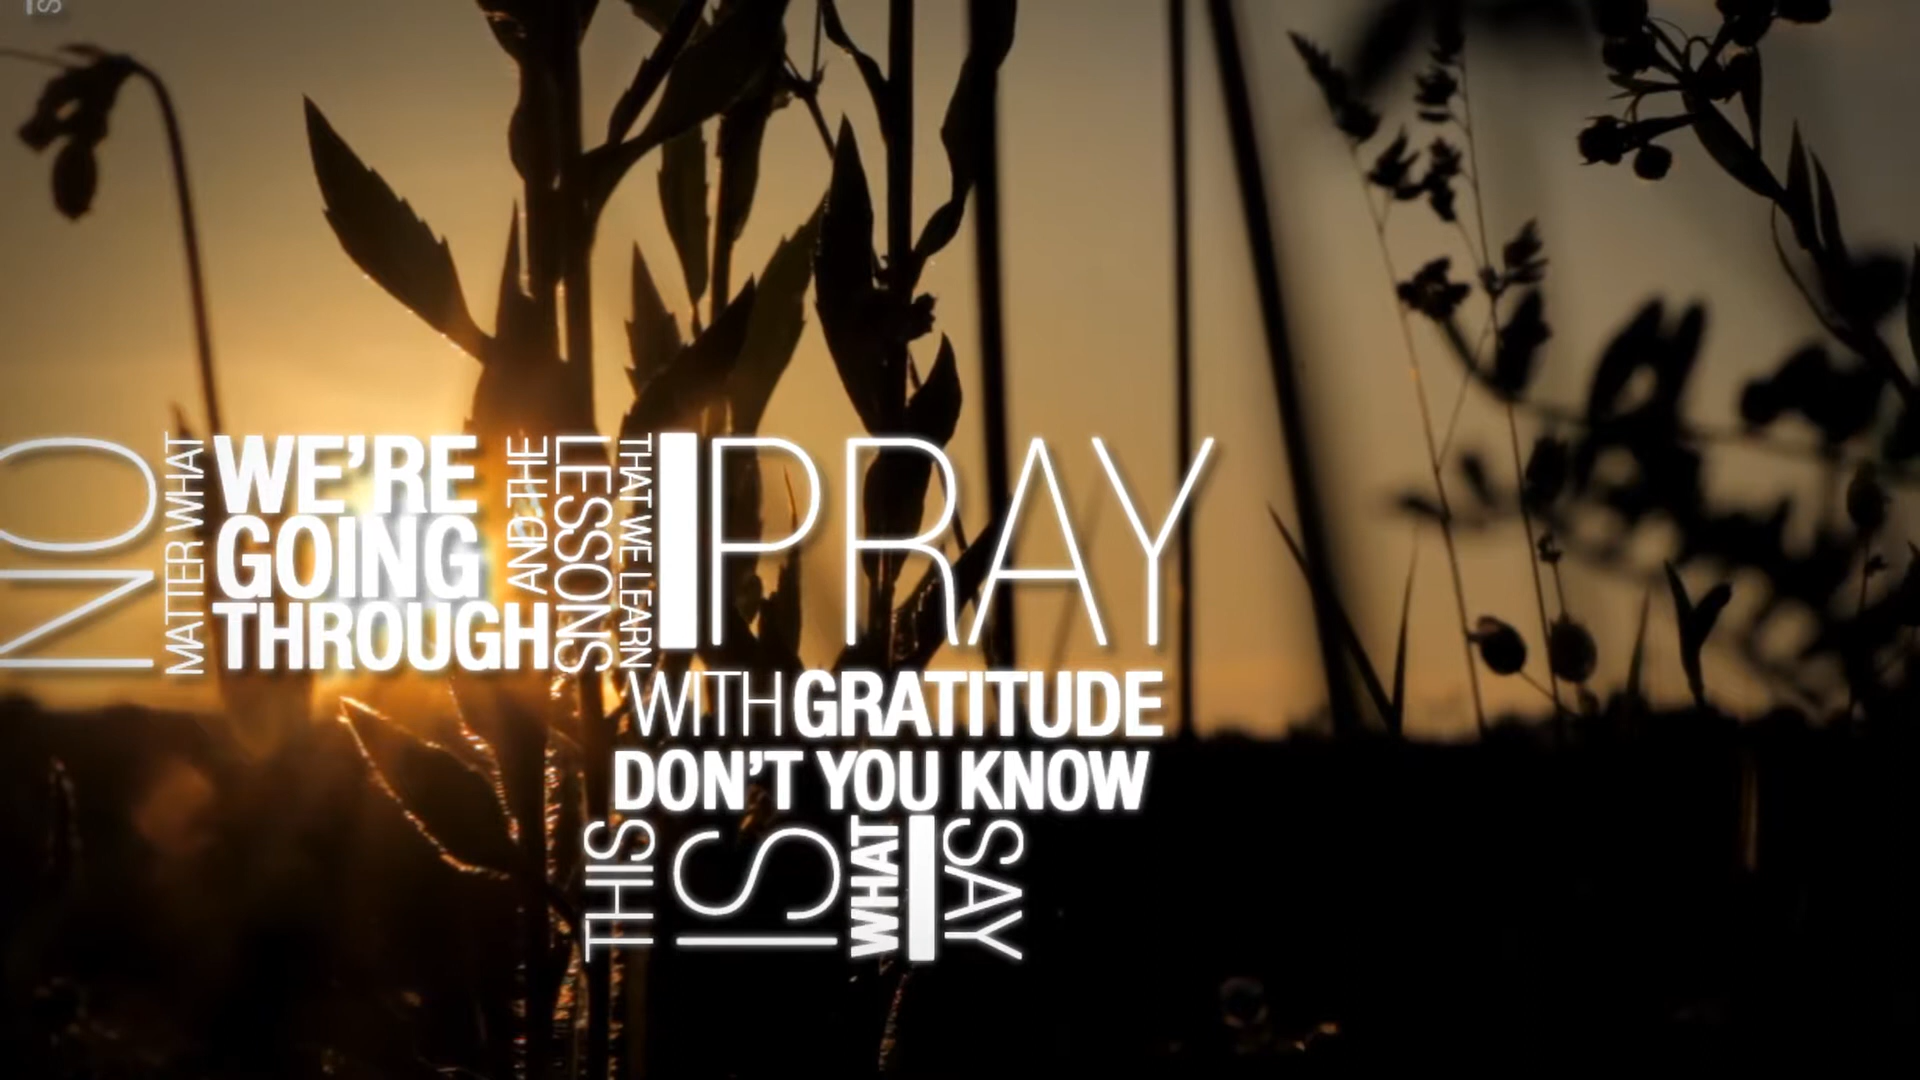 NO
MATTER WHAT
WE'RE
GOING
THROUGH
AND THE
LESSONS
THAT WE LEARN
I PRAY
WITH GRATITUDE
DON'T YOU KNOW
THIS
IS
WHAT
I
SAY